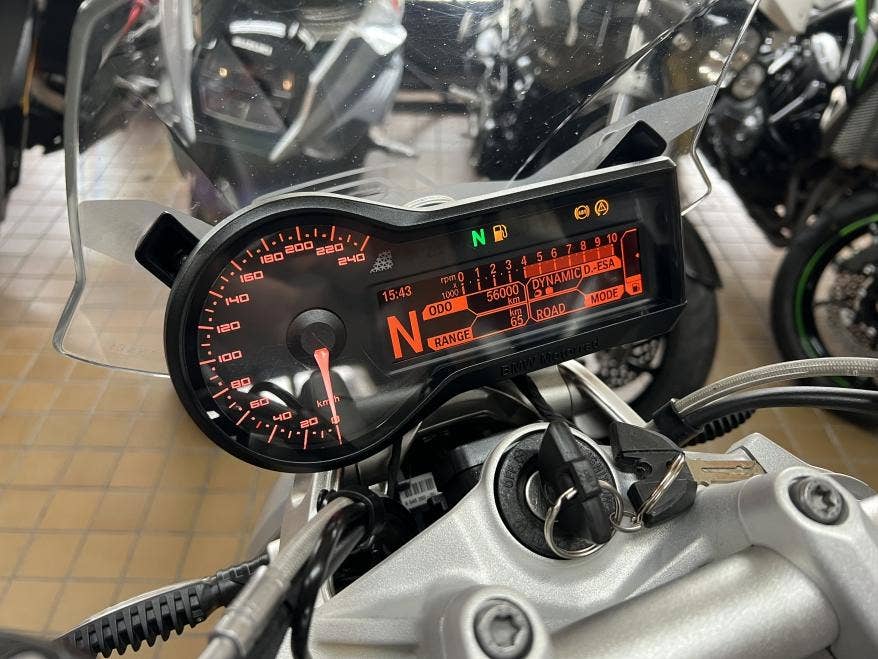 N
ABS
15:43
rpm x 1000
0 1 2 3 4 5 6 7 8 9 10
N
ODO 56000 km
DYNAMIC D.-ESA
RANGE km 65
ROAD MODE
0 20 40 60 80 100 120 140 160 180 200 220 240
km/h
BMW MOTORRAD